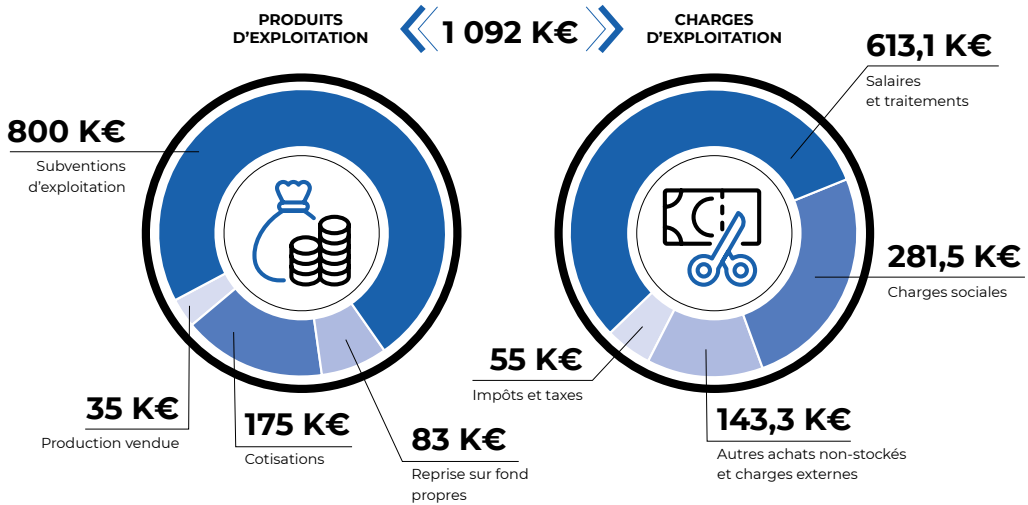 PRODUITS
D’EXPLOITATION
1 092 K€
CHARGES
D’EXPLOITATION
800 K€
Subventions
d’exploitation
35 K€
Production vendue
175 K€
Cotisations
83 K€
Reprise sur fond
propres
613,1 K€
Salaires
et traitements
281,5 K€
Charges sociales
55 K€
Impôts et taxes
143,3 K€
Autres achats non-stockés
et charges externes